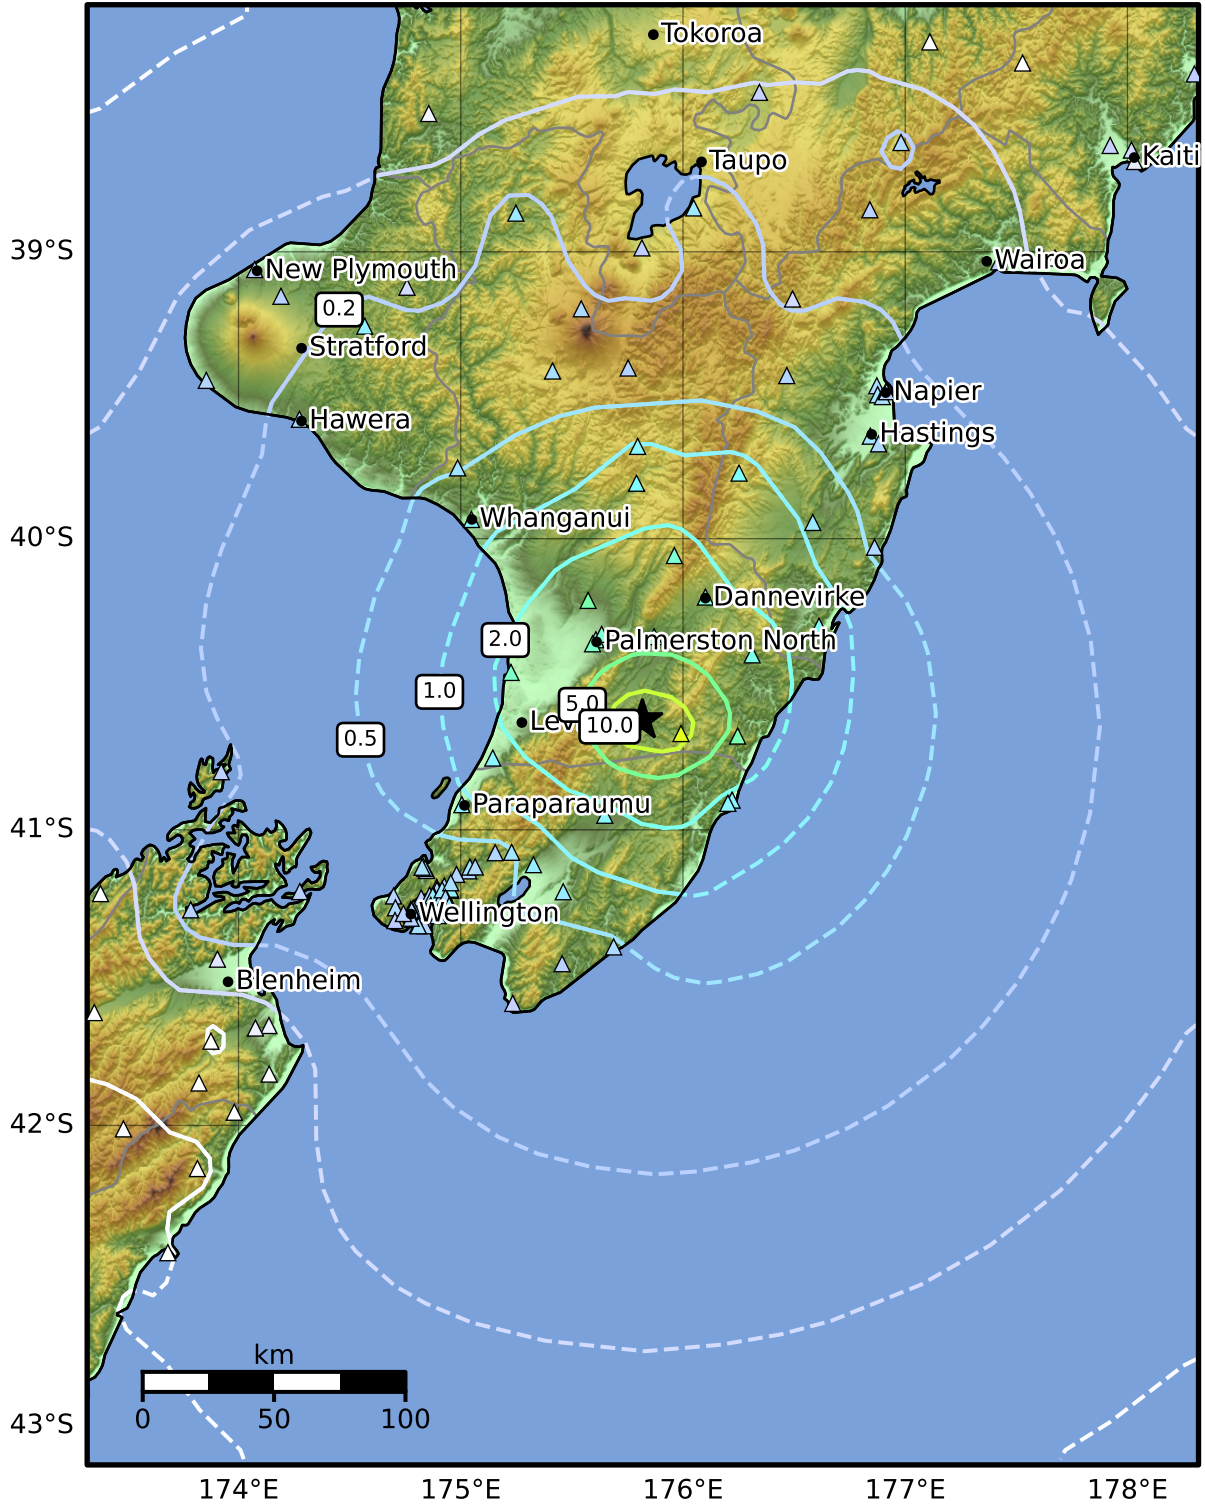 Tokoroa
Taupo
Kaiti
39°S
Wairoa
New Plymouth
0.2
Stratford
Napier
Hawera
Hastings
Whanganui
40°S
Dannevirke
2.0
Palmerston North
1.0
5.0
Lev
10.0
0.5
Paraparaumu
41°S
Wellington
Blenheim
42°S
km
0 50 100
43°S
174°E 175°E 176°E 177°E 178°E